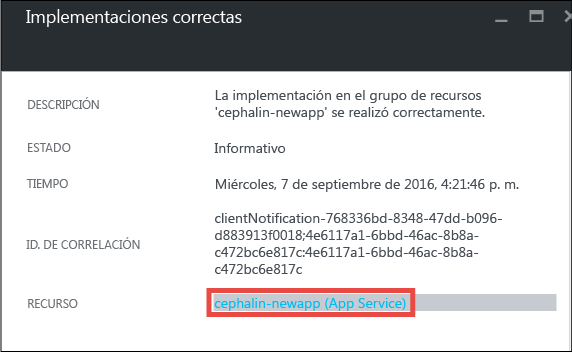 Implementaciones correctas
DESCRIPCIÓN
La implementación en el grupo de recursos
'cephalin-newapp' se realizó correctamente.
ESTADO
Informativo
TIEMPO
Miércoles, 7 de septiembre de 2016, 4:21:46 p. m.
ID. DE CORRELACIÓN
clientNotification-768336bd-8348-47dd-b096-
d883913f0018;4e6117a1-6bbd-46ac-8b8a-
c472bc6e817c:4e6117a1-6bbd-46ac-8b8a-
c472bc6e817c
RECURSO
cephalin-newapp (App Service)